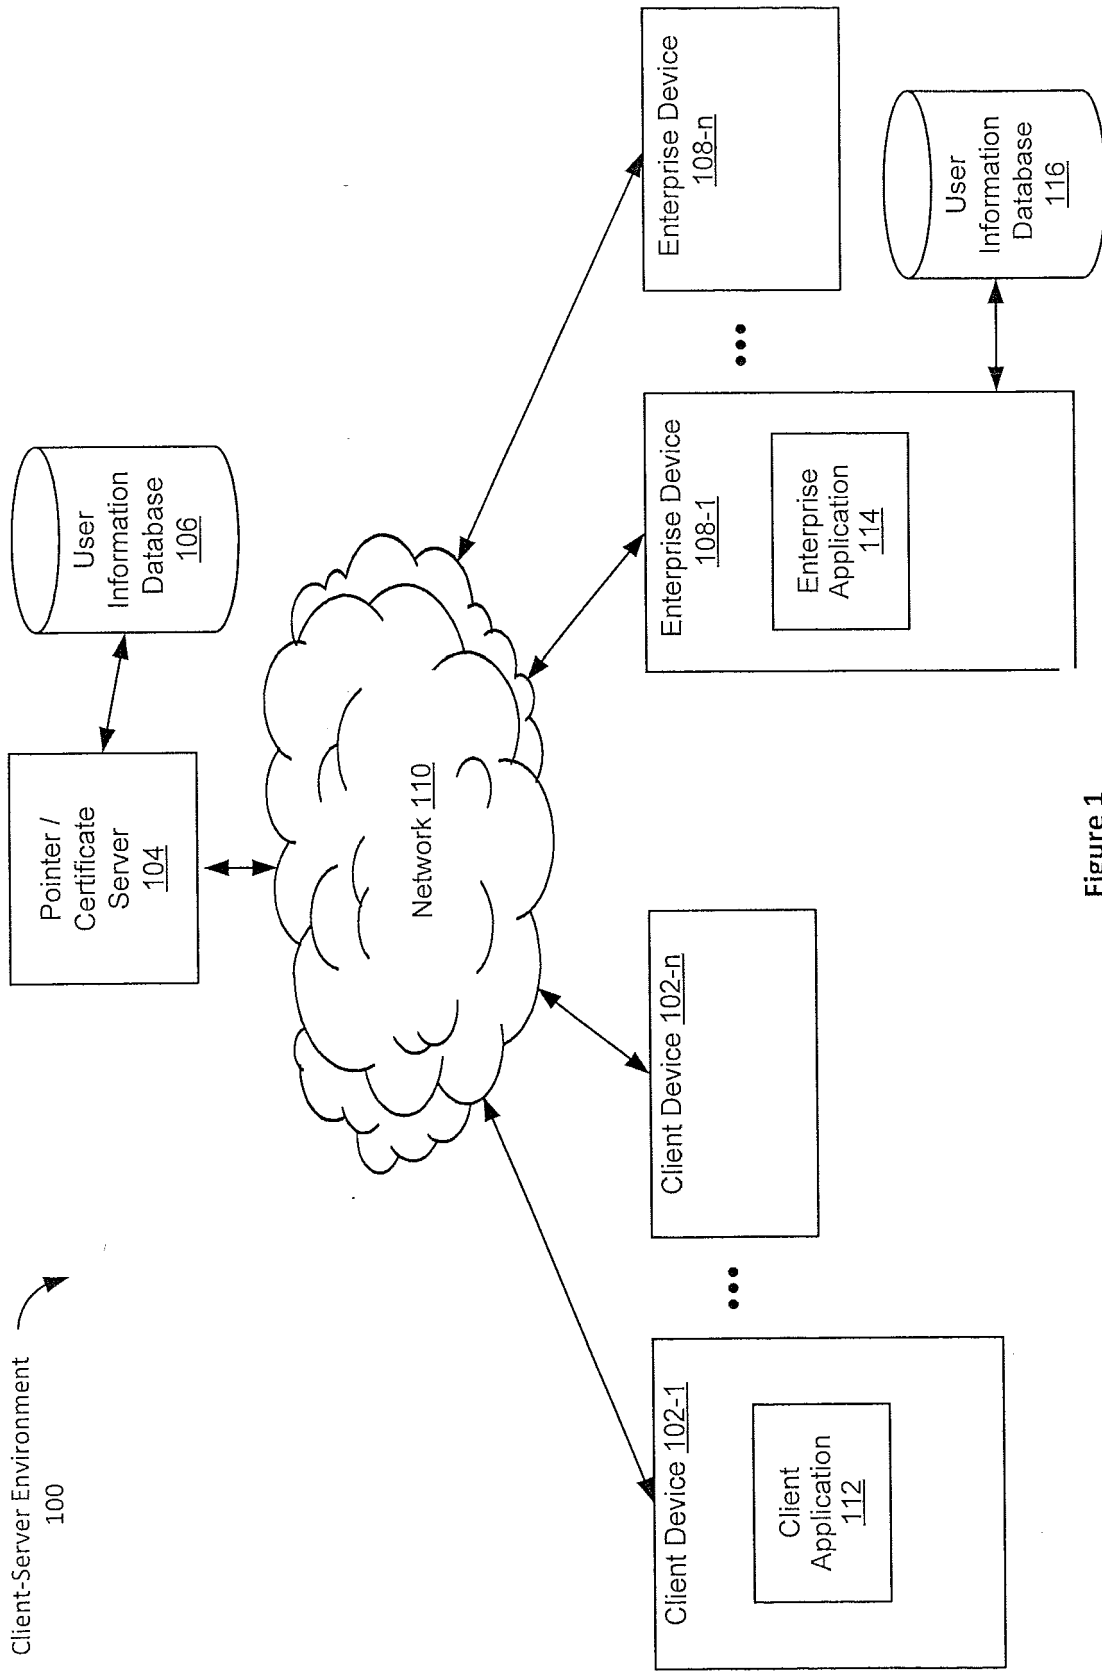 Client-Server Environment
100
Pointer /
Certificate
Server
104
User
Information
Database
106
Network 110
Client Device 102-1
Client
Application
112
•••
Client Device 102-n
Enterprise Device
108-1
Enterprise
Application
114
•••
Enterprise Device
108-n
User
Information
Database
116
Figure 1